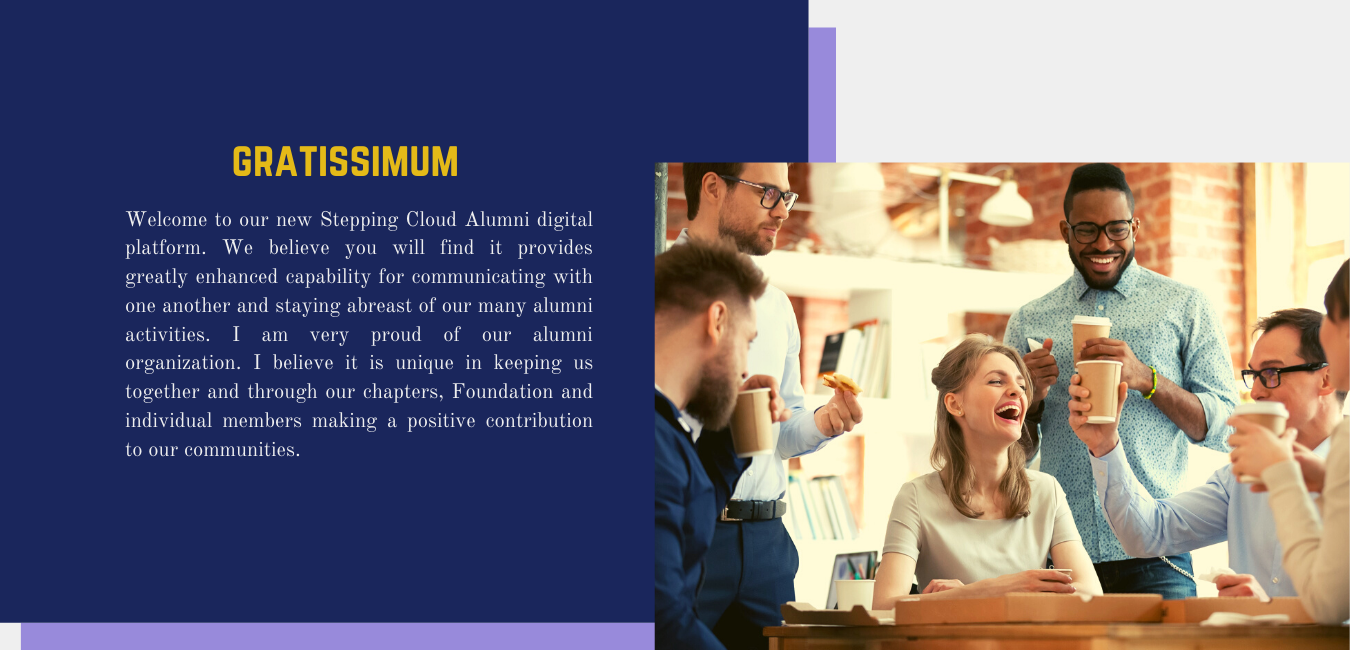 GRATISSIMUM
Welcome to our new Stepping Cloud Alumni digital
platform. We believe you will find it provides
greatly enhanced capability for communicating with
one another and staying abreast of our many alumni
activities. I am very proud of our alumni
organization. I believe it is unique in keeping us
together and through our chapters, Foundation and
individual members making a positive contribution
to our communities.